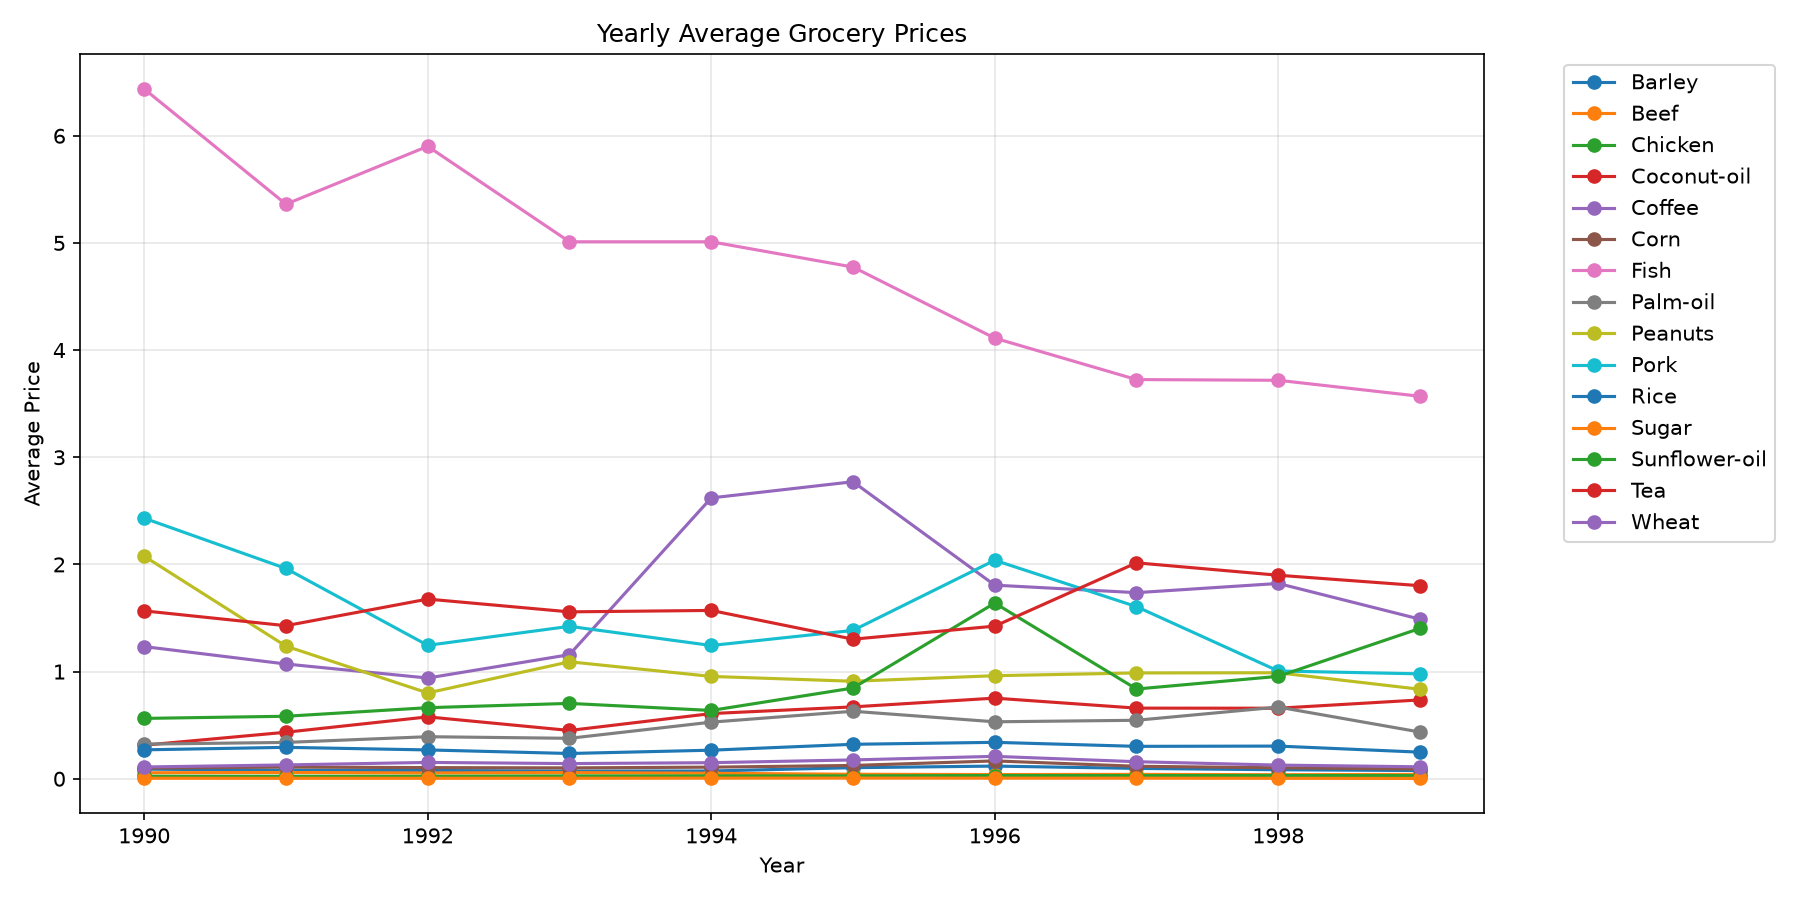 Yearly Average Grocery Prices
Average Price
6
5
4
3
2
1
0
1990
1992
1994
1996
1998
Year
Barley
Beef
Chicken
Coconut-oil
Coffee
Corn
Fish
Palm-oil
Peanuts
Pork
Rice
Sugar
Sunflower-oil
Tea
Wheat